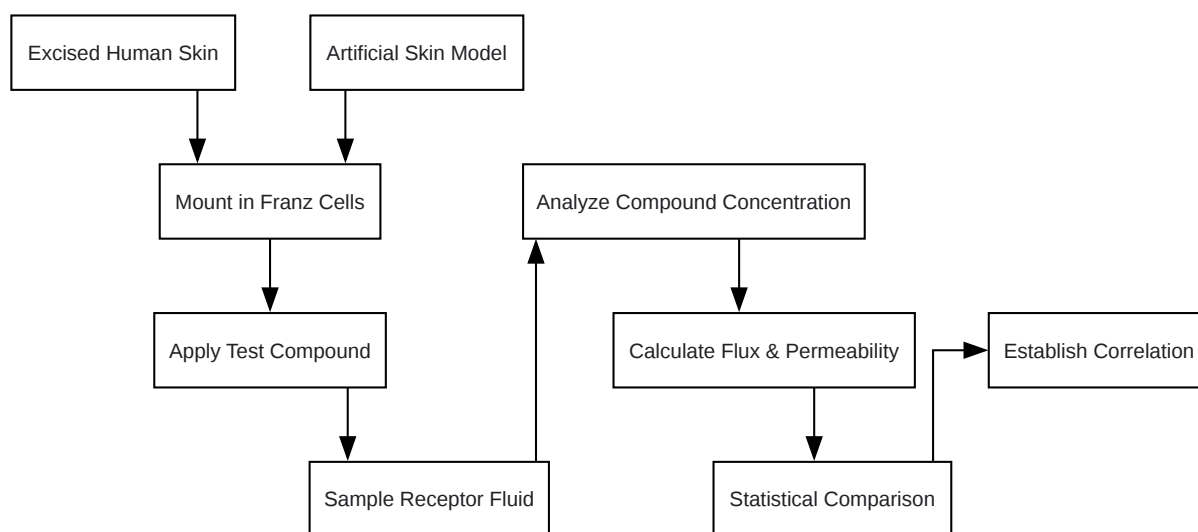 Excised Human Skin
Artificial Skin Model
Mount in Franz Cells
Analyze Compound Concentration
Apply Test Compound
Calculate Flux & Permeability
Establish Correlation
Sample Receptor Fluid
Statistical Comparison